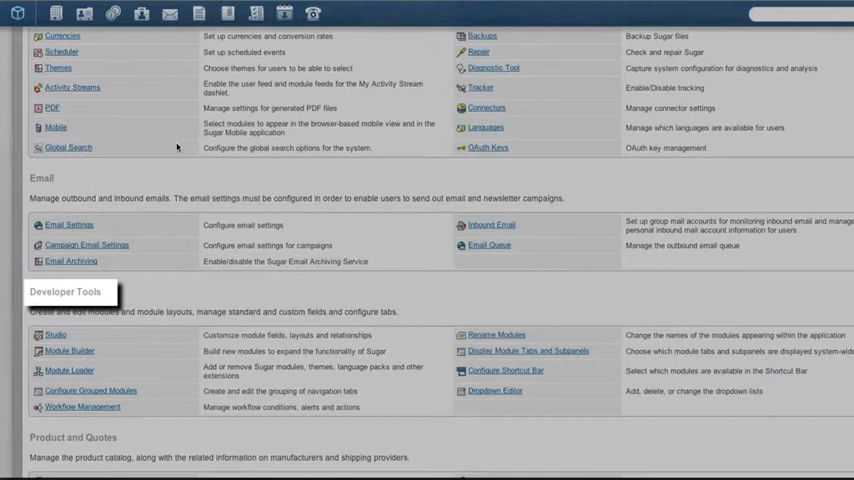 Currencies Set up currencies and conversion rates Backups Backup Sugar files
Scheduler Set up scheduled events Repair Check and repair Sugar
Themes Choose themes for users to be able to select Diagnostic Tool Capture system configuration for diagnostics and analysis
Activity Streams Enable the user feed and module feeds for the My Activity Stream dashlet. Tracker Enable/Disable tracking
PDF Manage settings for generated PDF files Connectors Manage connector settings
Mobile Select modules to appear in the browser-based mobile view and in the Sugar Mobile application Languages Manage which languages are available for users
Global Search Configure the global search options for the system. OAuth Keys OAuth key management
Email
Manage outbound and inbound emails. The email settings must be configured in order to enable users to send out email and newsletter campaigns.
Email Settings Configure email settings Inbound Email Set up group mail accounts for monitoring inbound email and manage personal inbound mail account information for users
Campaign Email Settings Configure email settings for campaigns Email Queue Manage the outbound email queue
Email Archiving Enable/disable the Sugar Email Archiving Service
Developer Tools
Create and edit modules and module layouts, manage standard and custom fields and configure tabs.
Studio Customize module fields, layouts and relationships Rename Modules Change the names of the modules appearing within the application
Module Builder Build new modules to expand the functionality of Sugar Display Module Tabs and Subpanels Choose which module tabs and subpanels are displayed system-wide
Module Loader Add or remove Sugar modules, themes, language packs and other extensions Configure Shortcut Bar Select which modules are available in the Shortcut Bar
Configure Grouped Modules Create and edit the grouping of navigation tabs Dropdown Editor Add, delete, or change the dropdown lists
Workflow Management Manage workflow conditions, alerts and actions
Product and Quotes
Manage the product catalog, along with the related information on manufacturers and shipping providers.